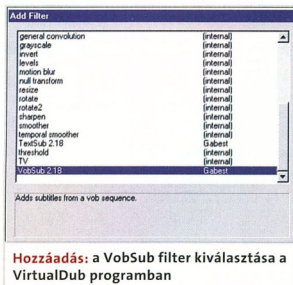 Add Filter
general convolution (internal)
grayscale (internal)
invert (internal)
levels (internal)
motion blur (internal)
null transform (internal)
resize (internal)
rotate (internal)
rotate2 (internal)
sharpen (internal)
smoother (internal)
temporal smoother (internal)
TextSub 2.18 Gabest
threshold (internal)
TV (internal)
VobSub 2.18 Gabest
Adds subtitles from a vob sequence.
Hozzáadás: a VobSub filter kiválasztása a
VirtualDub programban